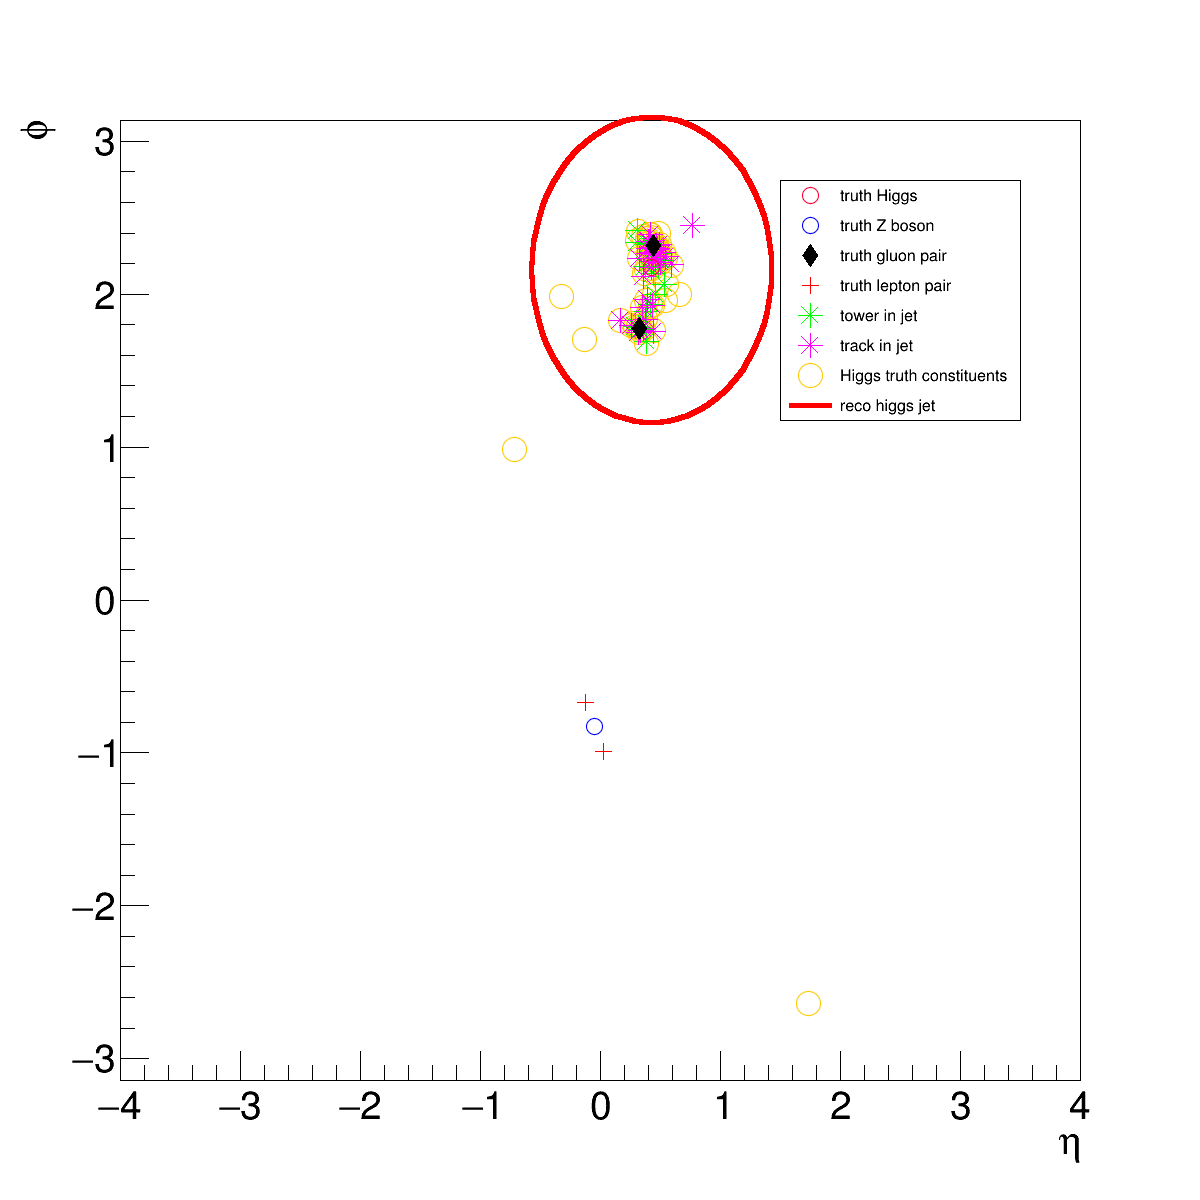 ϕ
3
2
1
0
−1
−2
−3
truth Higgs
truth Z boson
truth gluon pair
truth lepton pair
tower in jet
track in jet
Higgs truth constituents
reco higgs jet
−4 −3 −2 −1 0 1 2 3 4
η